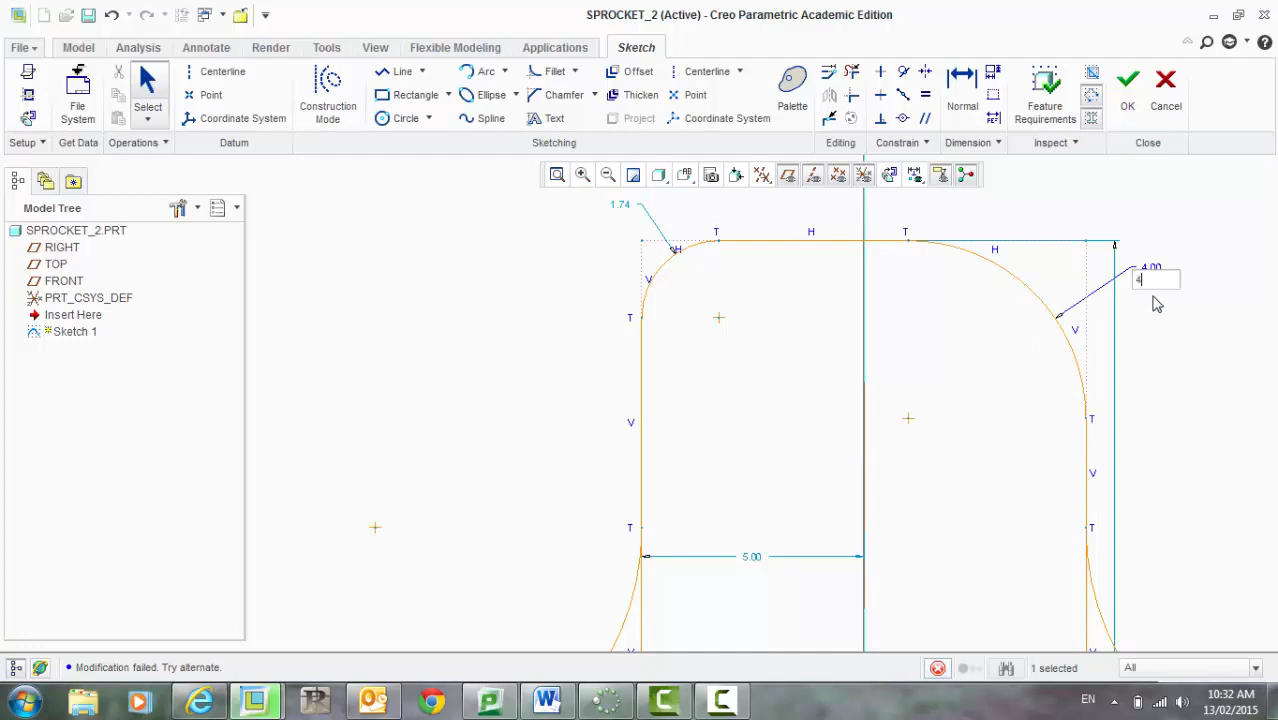 SPROCKET_2 (Active) - Creo Parametric Academic Edition
File Model Analysis Annotate Render Tools View Flexible Modeling Applications Sketch
Centerline Line Arc Fillet Offset Centerline
Point Rectangle Ellipse Chamfer Thicken Point
File System Select Coordinate System Construction Mode Circle Spline Text Project Coordinate System Palette Normal Feature Requirements OK Cancel
Setup Get Data Operations Datum Sketching Editing Constrain Dimension Inspect Close
Model Tree
SPROCKET_2.PRT
RIGHT
TOP
FRONT
PRT_CSYS_DEF
Insert Here
Sketch 1
1.74
T H T
H H
4.00
4
V
T
V
V
T
V
T T
5.00
Modification failed. Try alternate.
1 selected
All
EN
10:32 AM
13/02/2015